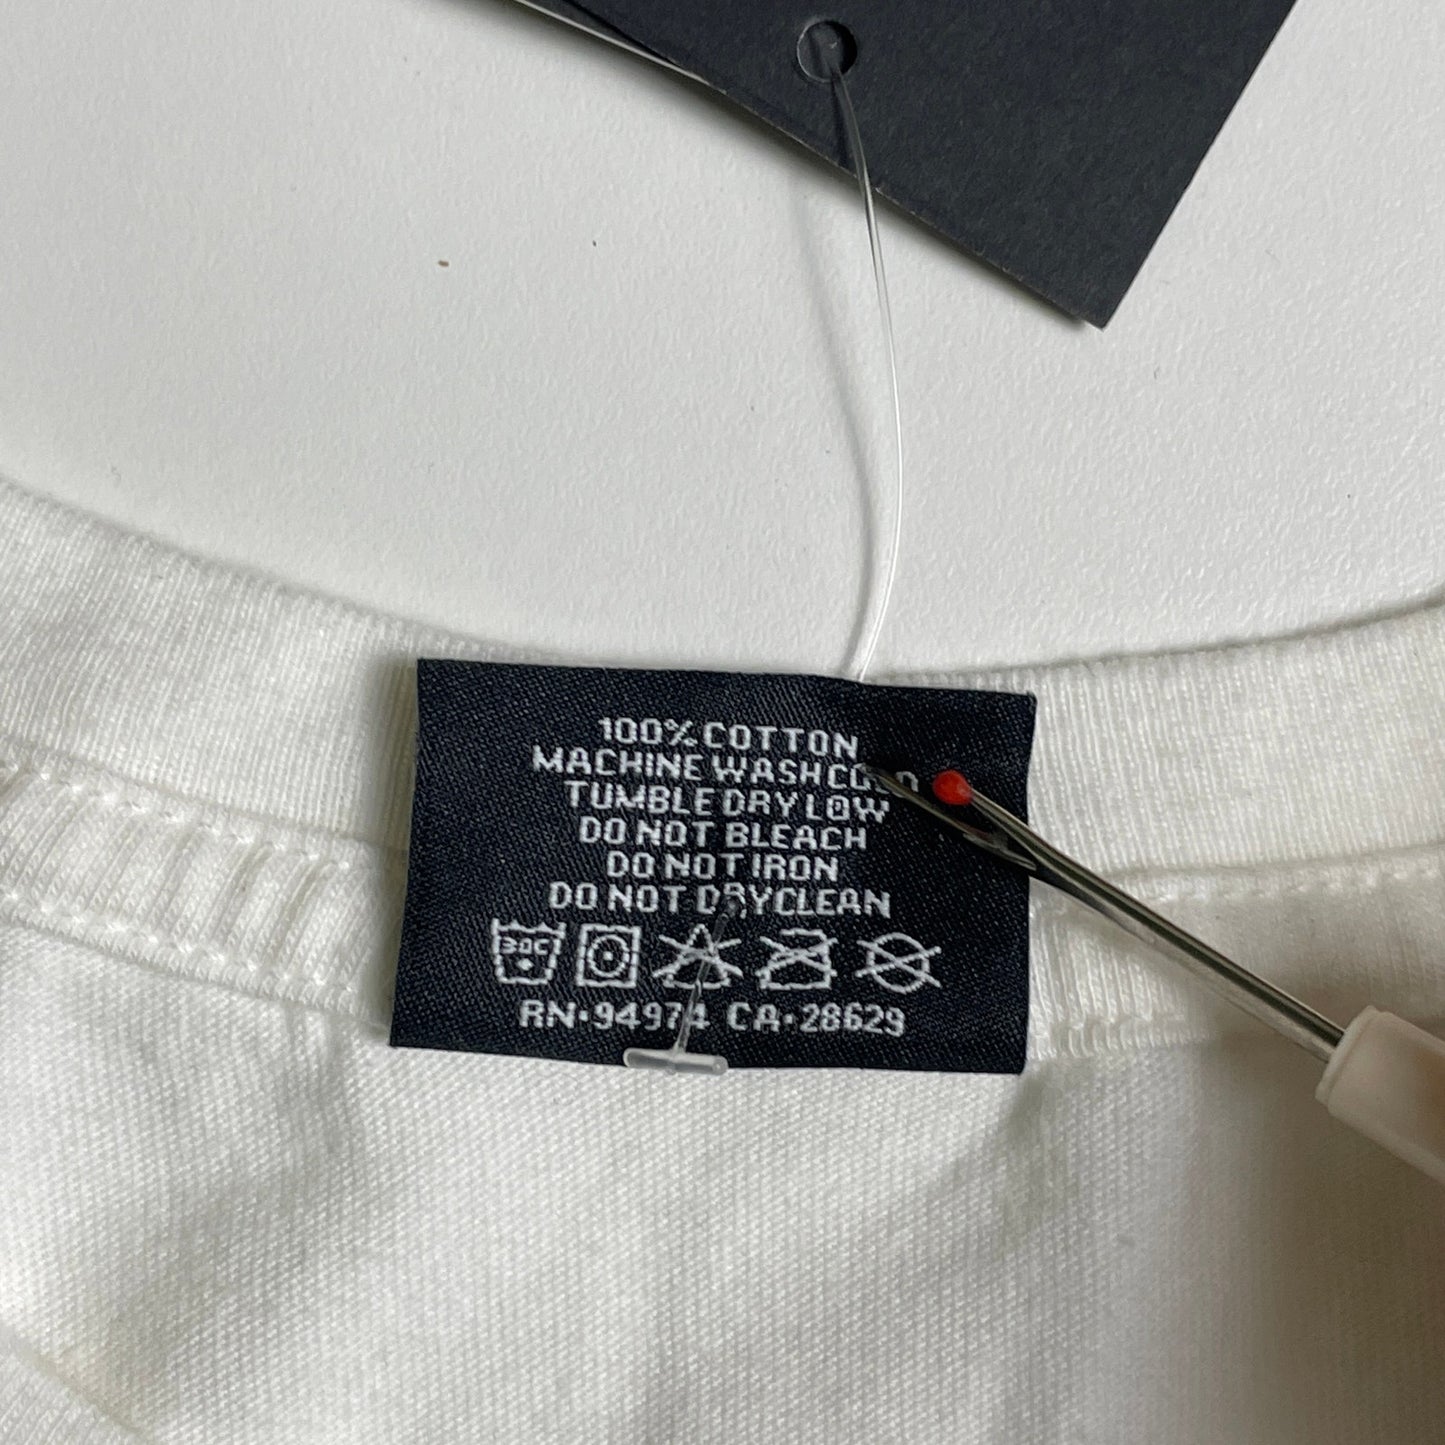 100% COTTON
MACHINE WASH COLD
TUMBLE DRY LOW
DO NOT BLEACH
DO NOT IRON
DO NOT DRYCLEAN
30C
RN·94974 CA·28629